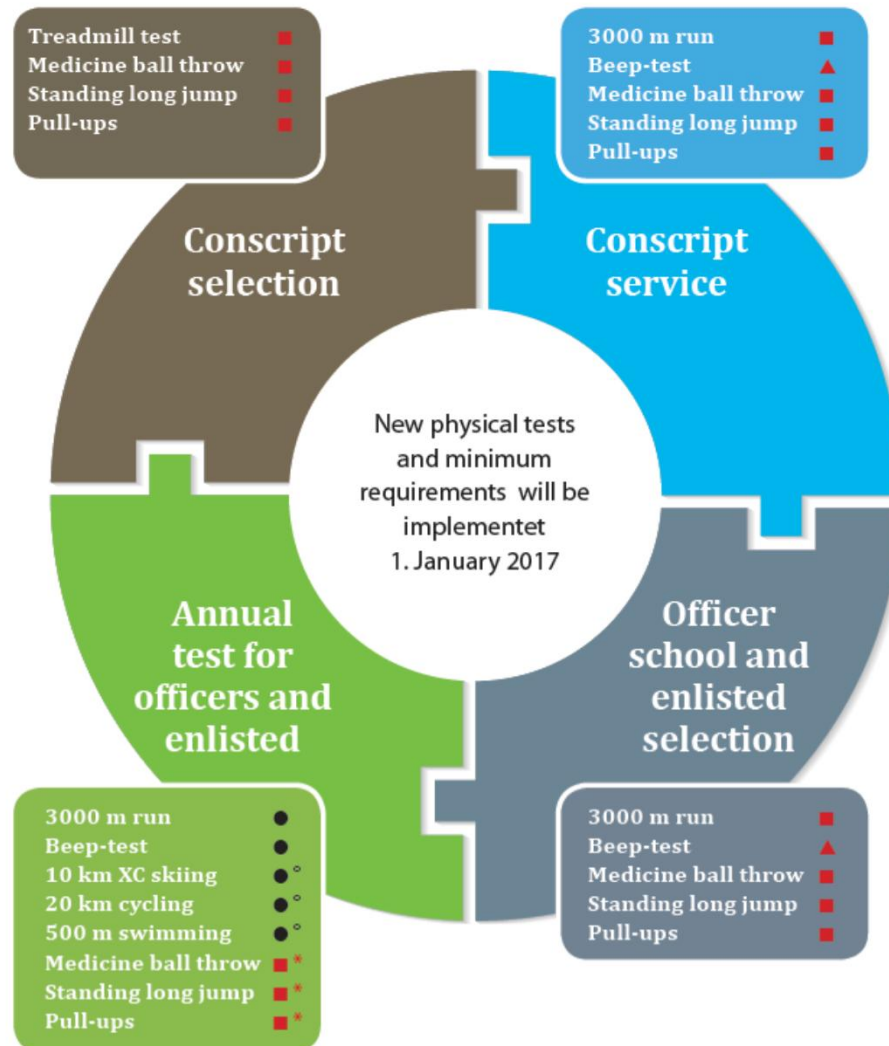 Treadmill test
Medicine ball throw
Standing long jump
Pull-ups
3000 m run
Beep-test
Medicine ball throw
Standing long jump
Pull-ups
Conscript
selection
Conscript
service
New physical tests
and minimum
requirements will be
implementet
1. January 2017
Annual
test for
officers and
enlisted
Officer
school and
enlisted
selection
3000 m run
Beep-test
10 km XC skiing °
20 km cycling °
500 m swimming °
Medicine ball throw *
Standing long jump *
Pull-ups *
3000 m run
Beep-test
Medicine ball throw
Standing long jump
Pull-ups